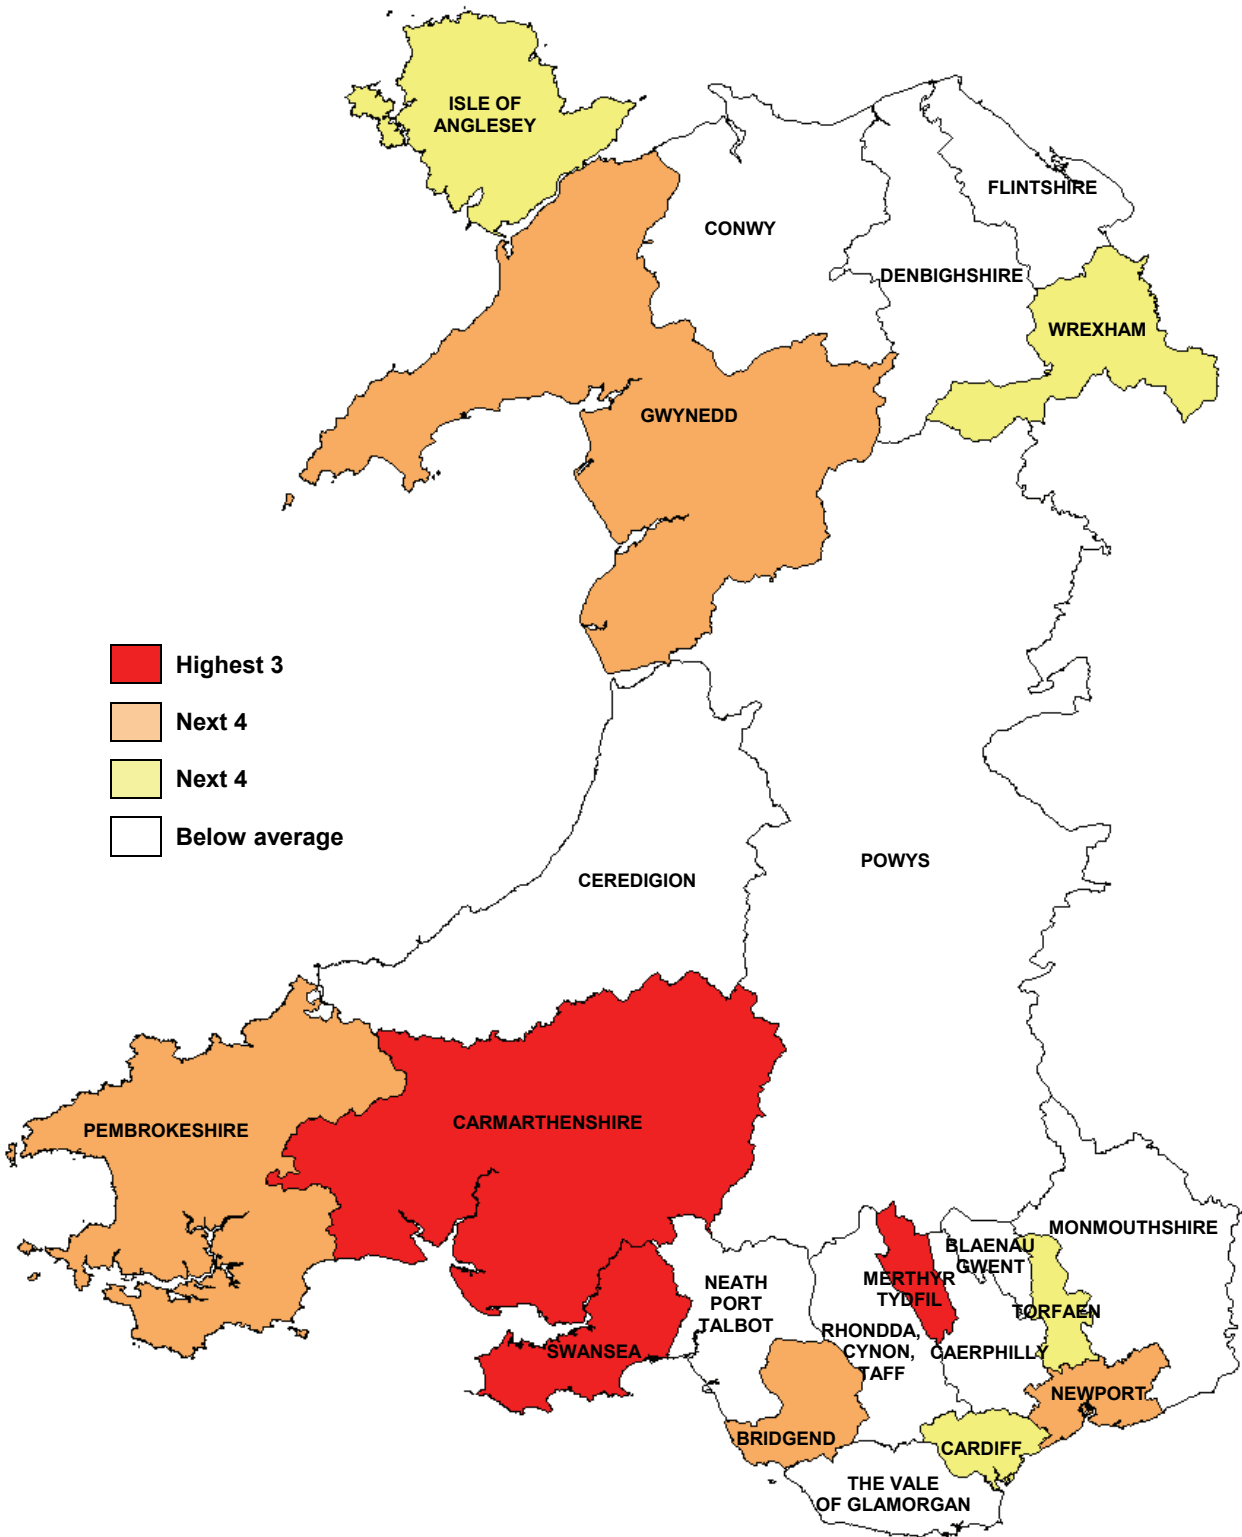 ISLE OF
ANGLESEY
FLINTSHIRE
CONWY
DENBIGHSHIRE
WREXHAM
GWYNEDD
Highest 3
Next 4
Next 4
Below average
POWYS
CEREDIGION
CARMARTHENSHIRE
PEMBROKESHIRE
MONMOUTHSHIRE
BLAENAU
GWENT
MERTHYR
TYDFIL
NEATH
PORT
TALBOT
TORFAEN
RHONDDA,
CYNON,
TAFF
CAERPHILLY
SWANSEA
NEWPORT
BRIDGEND
CARDIFF
THE VALE
OF GLAMORGAN